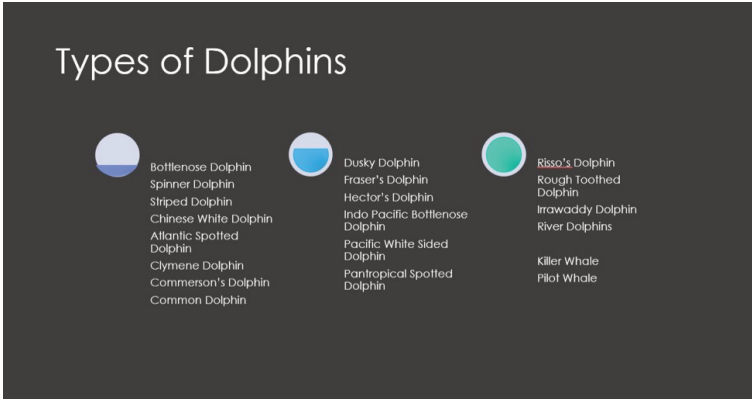 Types of Dolphins
Bottlenose Dolphin
Spinner Dolphin
Striped Dolphin
Chinese White Dolphin
Atlantic Spotted
Dolphin
Clymene Dolphin
Commerson's Dolphin
Common Dolphin
Dusky Dolphin
Fraser's Dolphin
Hector's Dolphin
Indo Pacific Bottlenose
Dolphin
Pacific White Sided
Dolphin
Pantropical Spotted
Dolphin
Risso's Dolphin
Rough Toothed
Dolphin
Irrawaddy Dolphin
River Dolphins
Killer Whale
Pilot Whale